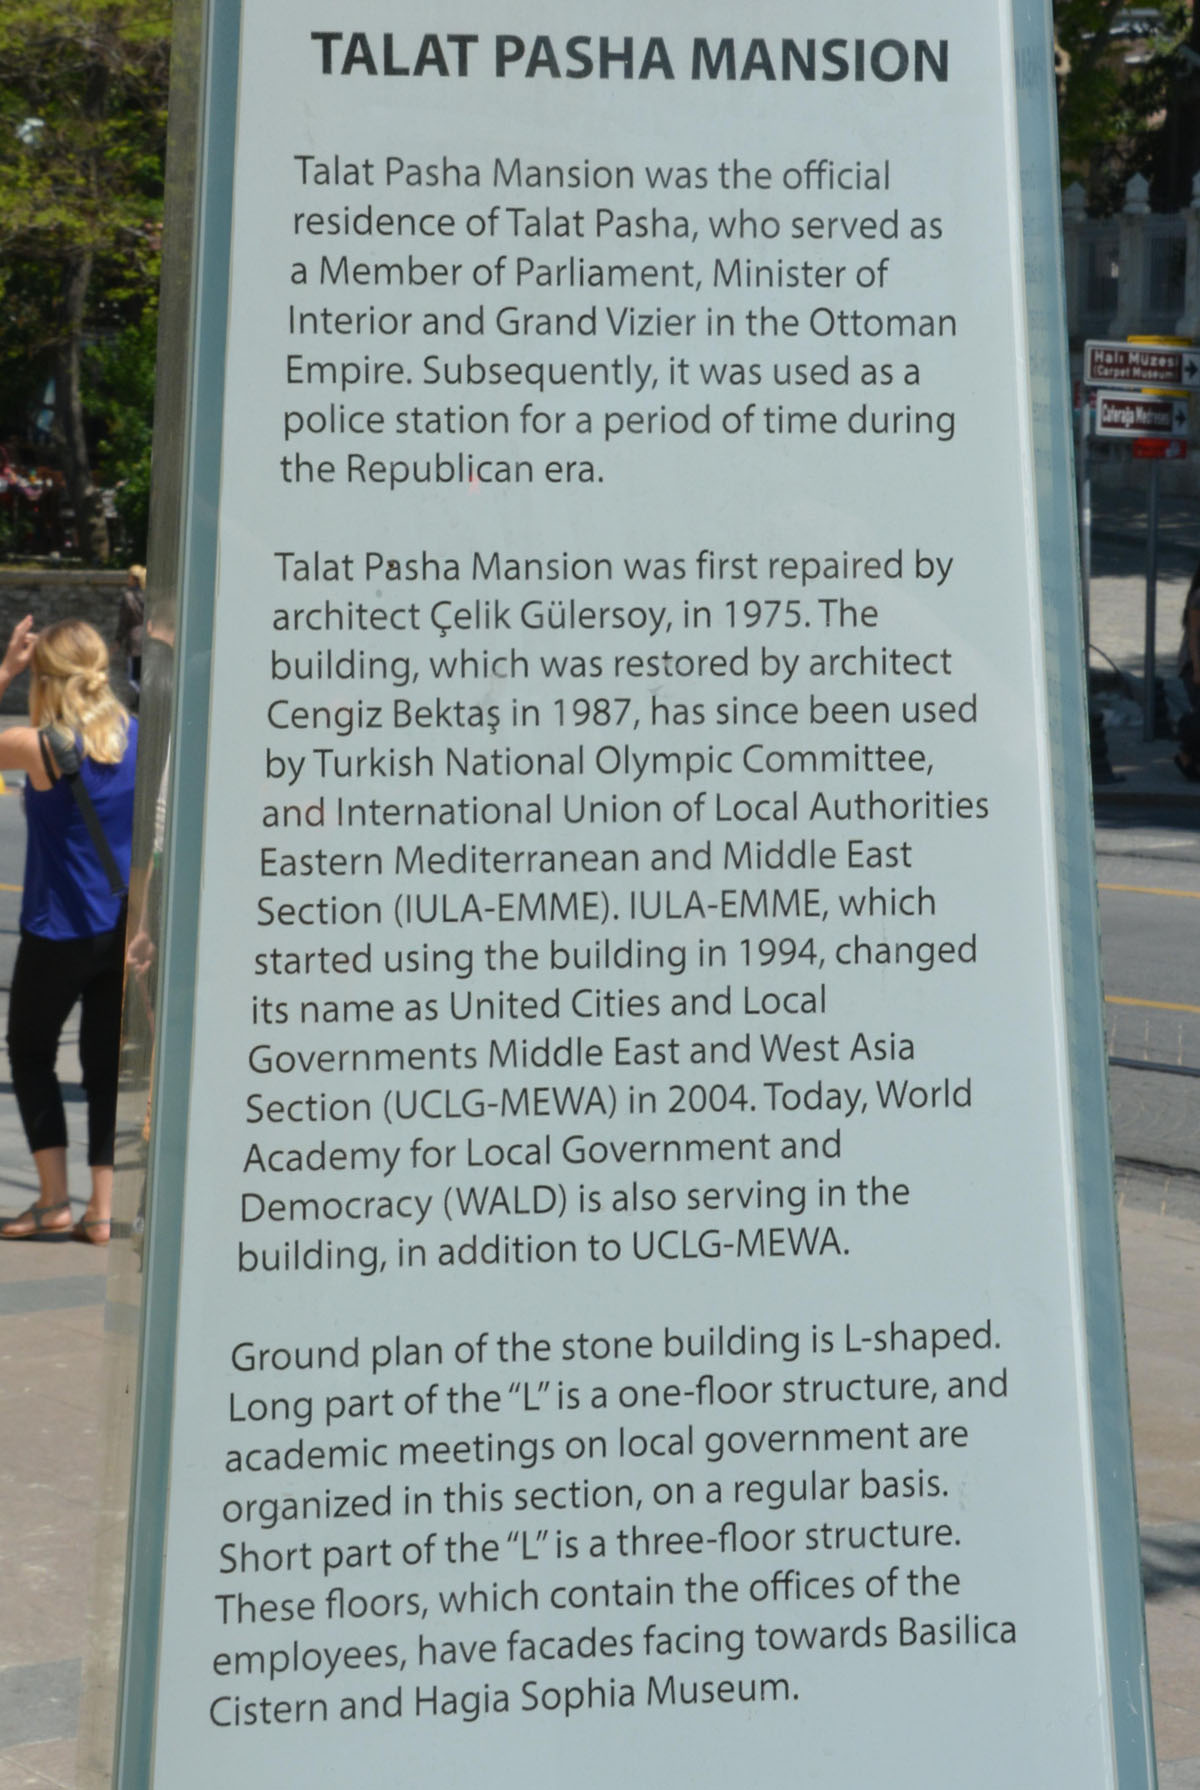 TALAT PASHA MANSION
Talat Pasha Mansion was the official
residence of Talat Pasha, who served as
a Member of Parliament, Minister of
Interior and Grand Vizier in the Ottoman
Empire. Subsequently, it was used as a
police station for a period of time during
the Republican era.
Talat Pasha Mansion was first repaired by
architect Çelik Gülersoy, in 1975. The
building, which was restored by architect
Cengiz Bektaş in 1987, has since been used
by Turkish National Olympic Committee,
and International Union of Local Authorities
Eastern Mediterranean and Middle East
Section (IULA-EMME). IULA-EMME, which
started using the building in 1994, changed
its name as United Cities and Local
Governments Middle East and West Asia
Section (UCLG-MEWA) in 2004. Today, World
Academy for Local Government and
Democracy (WALD) is also serving in the
building, in addition to UCLG-MEWA.
Ground plan of the stone building is L-shaped.
Long part of the “L” is a one-floor structure, and
academic meetings on local government are
organized in this section, on a regular basis.
Short part of the “L” is a three-floor structure.
These floors, which contain the offices of the
employees, have facades facing towards Basilica
Cistern and Hagia Sophia Museum.
Halı Müzesi
(Carpet Museum)
Caferağa Medresesi